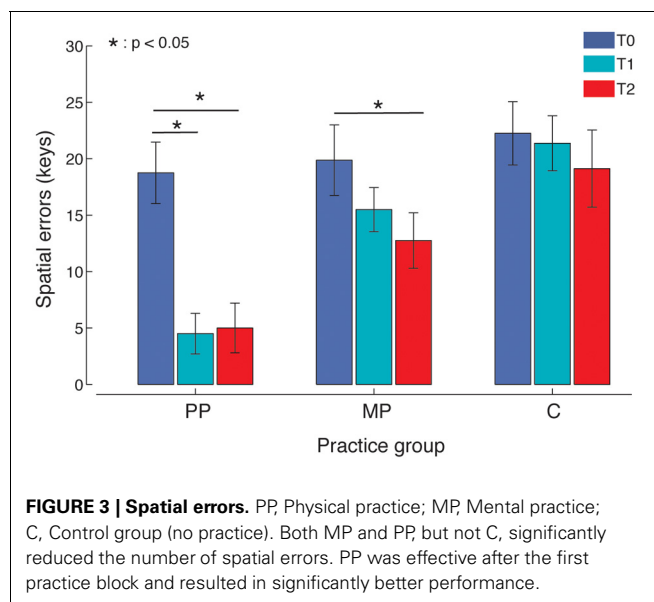 * : p < 0.05
T0
T1
T2
30
25
20
15
10
5
0
Spatial errors (keys)
*
*
*
PP
MP
C
Practice group
FIGURE 3 | Spatial errors. PP, Physical practice; MP, Mental practice;
C, Control group (no practice). Both MP and PP, but not C, significantly
reduced the number of spatial errors. PP was effective after the first
practice block and resulted in significantly better performance.